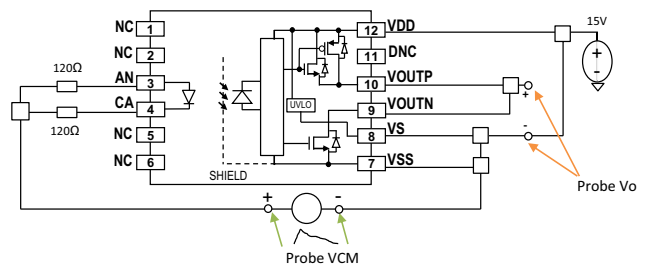 NC 1
NC 2
120Ω
AN 3
CA 4
120Ω
NC 5
NC 6
SHIELD
UVLO
12 VDD
11 DNC
10 VOUTP
9 VOUTN
8 VS
7 VSS
15V
+
-
+
-
Probe Vo
+ -
Probe VCM